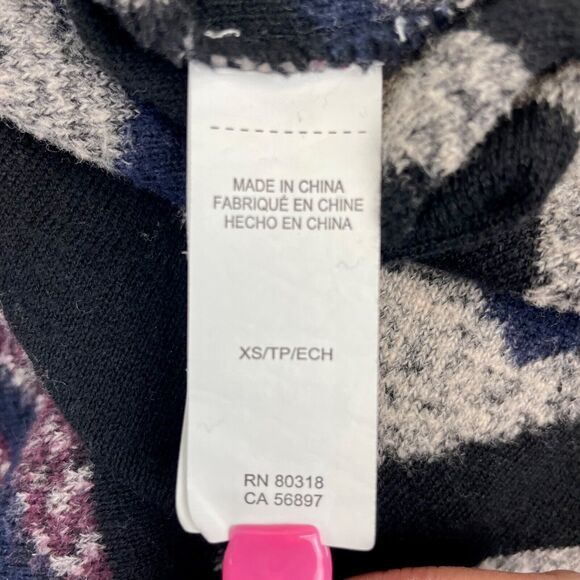 MADE IN CHINA
FABRIQUÉ EN CHINE
HECHO EN CHINA
XS/TP/ECH
RN 80318
CA 56897